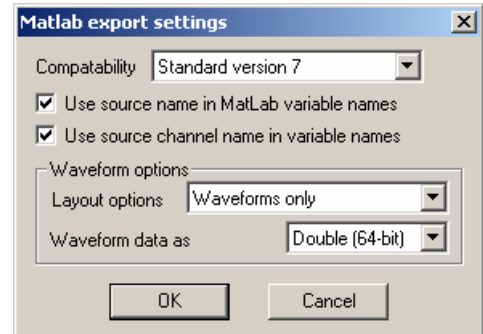 Matlab export settings
Compatability Standard version 7
Use source name in MatLab variable names
Use source channel name in variable names
Waveform options
Layout options Waveforms only
Waveform data as Double (64-bit)
OK Cancel